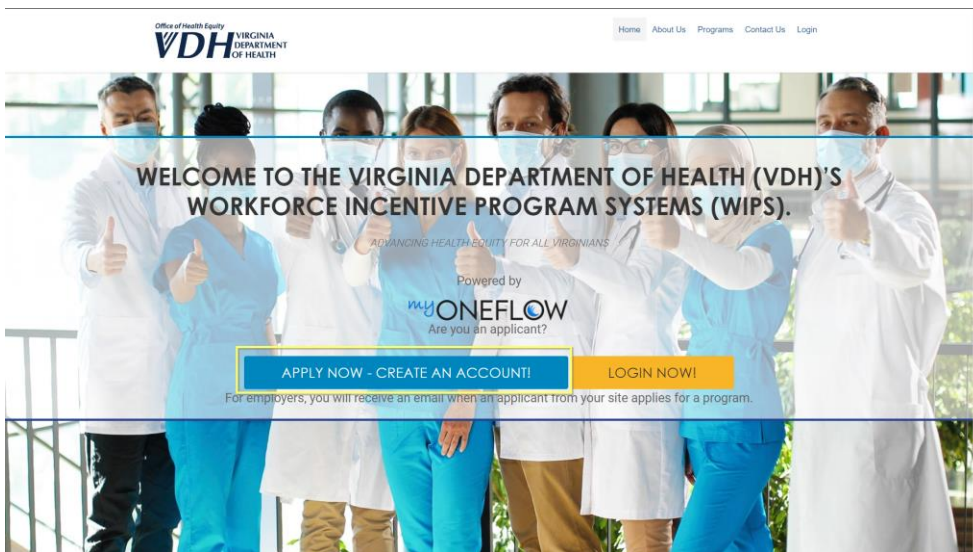 Office of Health Equity
VDH VIRGINIA
DEPARTMENT
OF HEALTH
Home About Us Programs Contact Us Login
WELCOME TO THE VIRGINIA DEPARTMENT OF HEALTH (VDH)'S
WORKFORCE INCENTIVE PROGRAM SYSTEMS (WIPS).
ADVANCING HEALTH EQUITY FOR ALL VIRGINIANS
Powered by
myONEFLOW
Are you an applicant?
APPLY NOW - CREATE AN ACCOUNT! LOGIN NOW!
For employers, you will receive an email when an applicant from your site applies for a program.